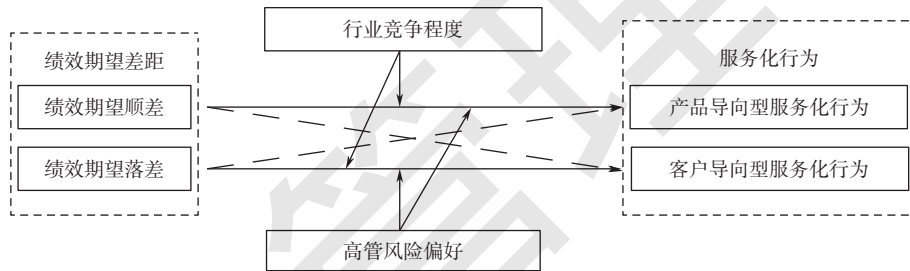 行业竞争程度
绩效期望差距
服务化行为
绩效期望顺差
产品导向型服务化行为
绩效期望落差
客户导向型服务化行为
高管风险偏好